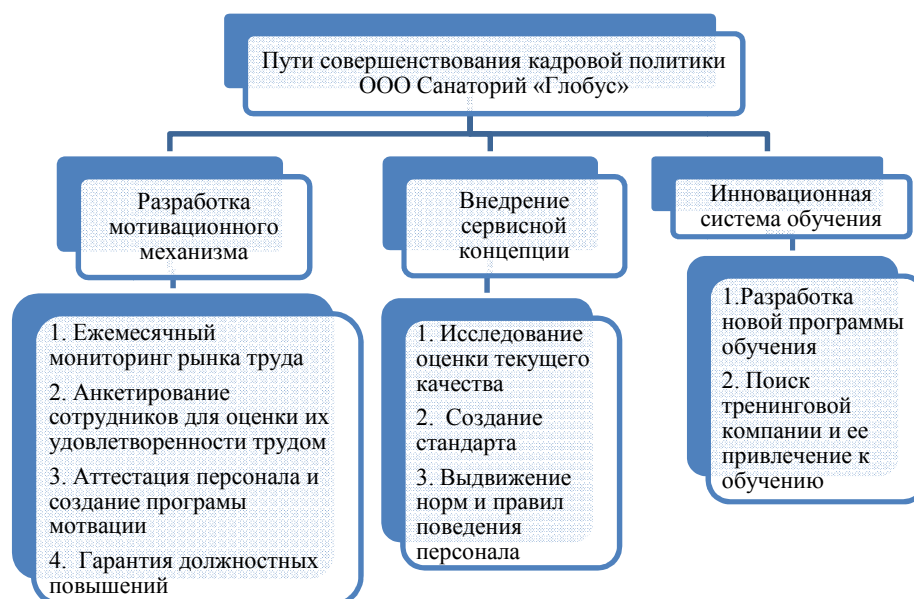 Пути совершенствования кадровой политики
ООО Санаторий «Глобус»
Разработка
мотивационного
механизма
Внедрение
сервисной
концепции
Инновационная
система обучения
1. Ежемесячный
мониторинг рынка труда
2. Анкетирование
сотрудников для оценки их
удовлетворенности трудом
3. Аттестация персонала и
создание програмы
мотвации
4. Гарантия должностных
повышений
1. Исследование
оценки текущего
качества
2. Создание
стандарта
3. Выдвижение
норм и правил
поведения
персонала
1.Разработка
новой программы
обучения
2. Поиск
тренинговой
компании и ее
привлечение к
обучению